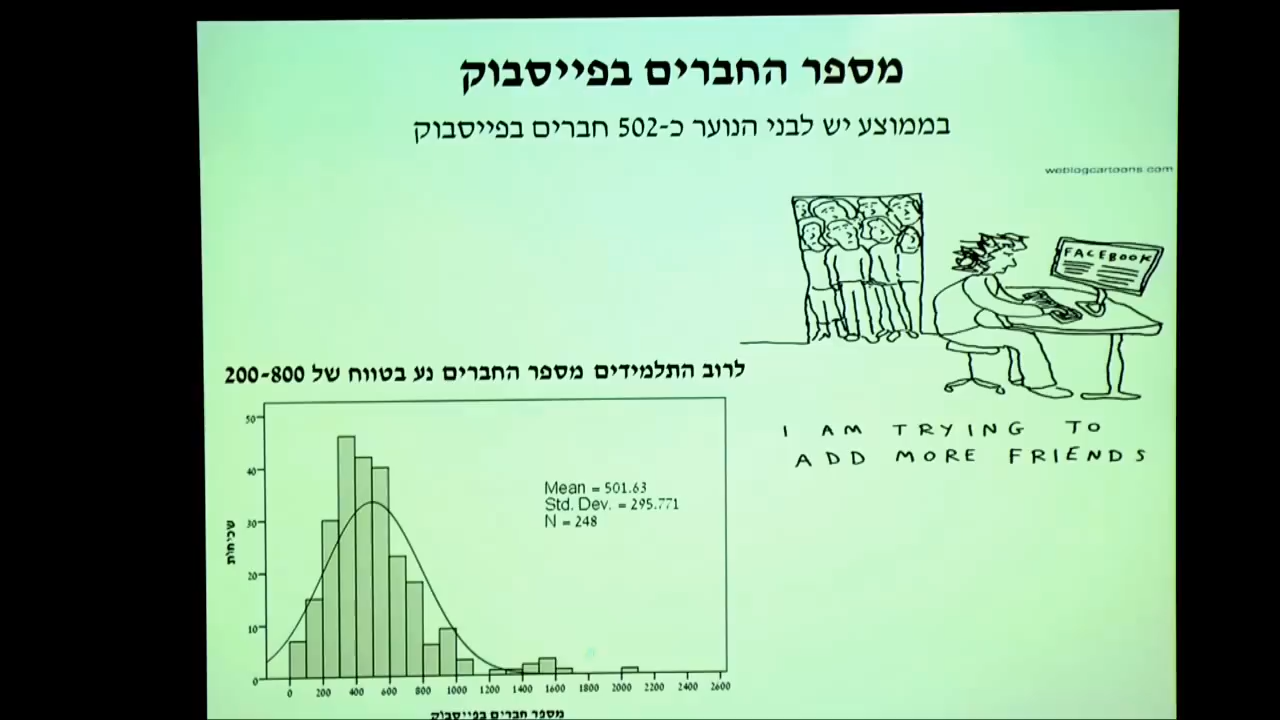 מספר החברים בפייסבוק
בממוצע יש לבני הנוער כ-502 חברים בפייסבוק
weblogcartoons.com
FACEBOOK
I AM TRYING TO
ADD MORE FRIENDS
לרוב התלמידים מספר החברים נע בטווח של 200-800
50
40
30
20
10
0
שכיחות
Mean = 501.63
Std. Dev. = 295.771
N = 248
0 200 400 600 800 1000 1200 1400 1600 1800 2000 2200 2400 2600
מספר חברים בפייסבוק